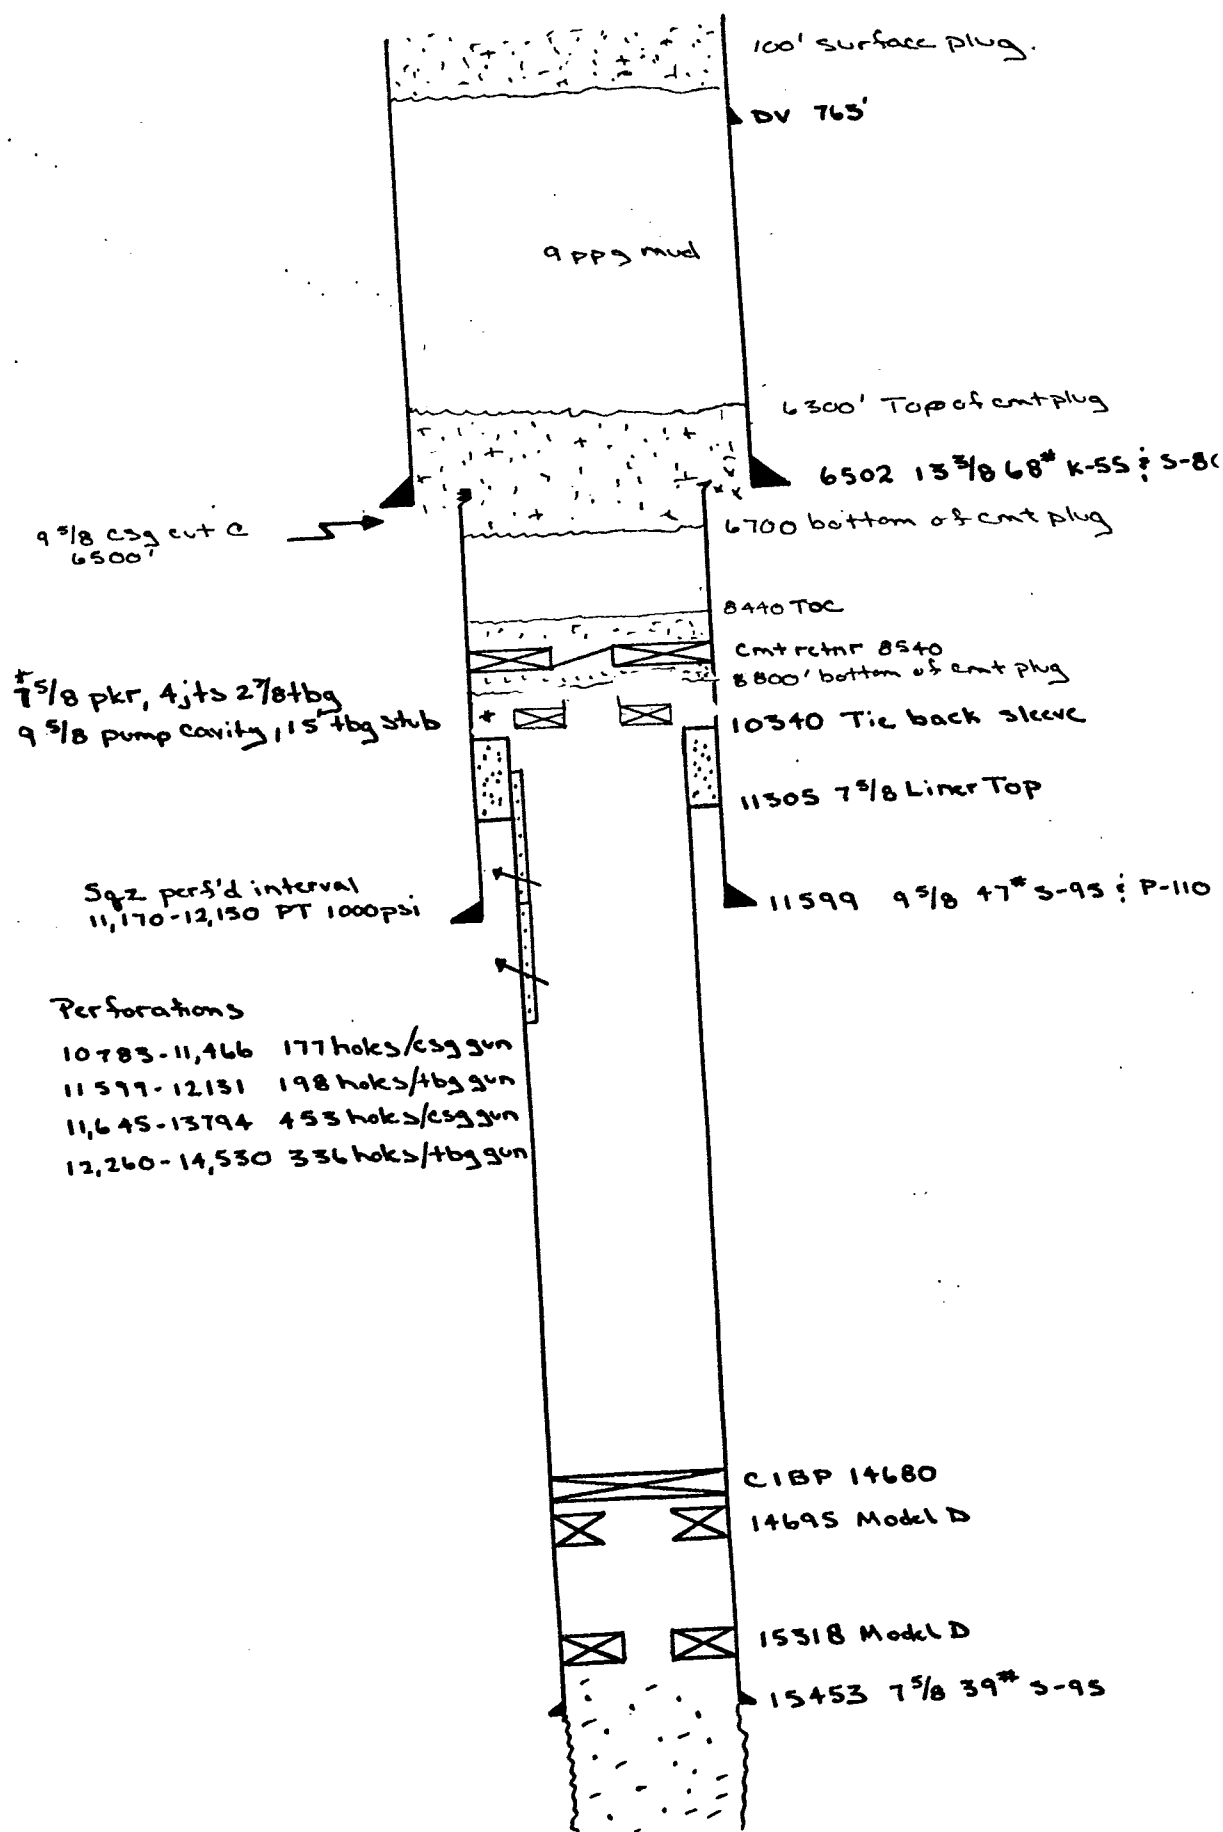 100' surface plug.
DV 763'
9 ppg mud
6300' Top of cmt plug
6502 13 3/8 68# K-55 & S-80
9 5/8 csg cut @
6500'
6700 bottom of cmt plug
8440 TOC
Cmt retnr 8540
8800' bottom of cmt plug
* 7 5/8 pkr, 4 jts 2 7/8 tbg
9 5/8 pump cavity, 15' tbg stub
*
10340 Tie back sleeve
11305 7 5/8 Liner Top
Sqz perf'd interval
11,170-12,150 PT 1000psi
11599 9 5/8 47# S-95 & P-110
Perforations
10783-11,466 177 holes/csg gun
11599-12131 198 holes/tbg gun
11,645-13794 453 holes/csg gun
12,260-14,530 336 holes/tbg gun
CIBP 14680
14695 Model D
15318 Model D
15453 7 5/8 39# S-95